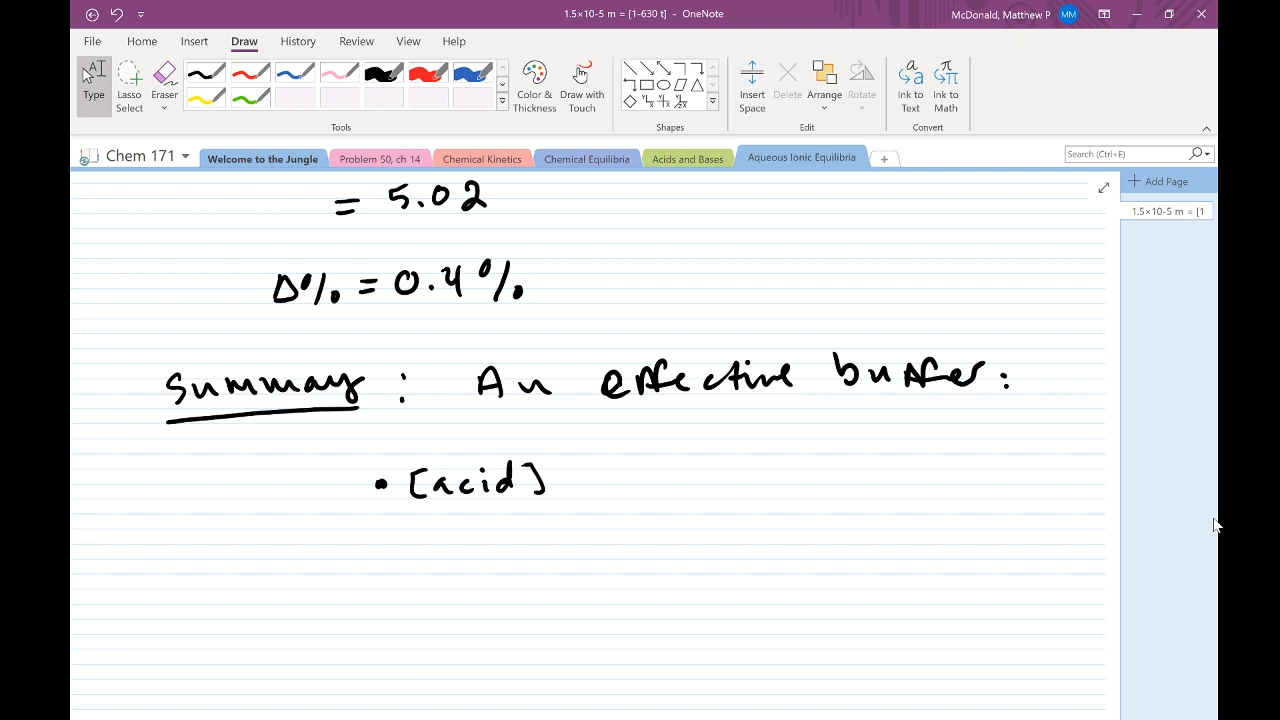 1.5×10-5 m = [1-630 t] - OneNote
McDonald, Matthew P MM
File Home Insert Draw History Review View Help
Type
Lasso Select
Eraser
Color & Thickness
Draw with Touch
Insert Space
Delete
Arrange
Rotate
Ink to Text
Ink to Math
Tools Shapes Edit Convert
Chem 171 Welcome to the Jungle Problem 50, ch 14 Chemical Kinetics Chemical Equilibria Acids and Bases Aqueous Ionic Equilibria + Search (Ctrl+E)
+ Add Page
1.5×10-5 m = [1
= 5.02
Δ% = 0.4%
Summary : An effective buffer :
• [acid]